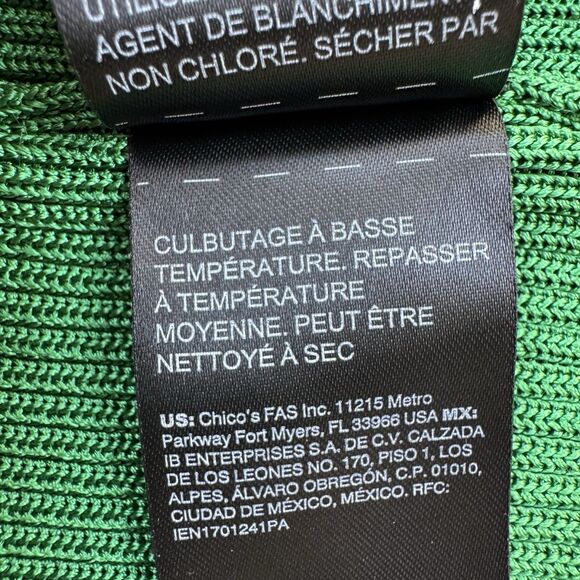 UTILISEZ
AGENT DE BLANCHIMENT
NON CHLORÉ. SÉCHER PAR
CULBUTAGE À BASSE
TEMPÉRATURE. REPASSER
À TEMPÉRATURE
MOYENNE. PEUT ÊTRE
NETTOYÉ À SEC
US: Chico's FAS Inc. 11215 Metro
Parkway Fort Myers, FL 33966 USA MX:
IB ENTERPRISES S.A. DE C.V. CALZADA
DE LOS LEONES NO. 170, PISO 1, LOS
ALPES, ÁLVARO OBREGÓN, C.P. 01010,
CIUDAD DE MÉXICO, MÉXICO. RFC:
IEN1701241PA